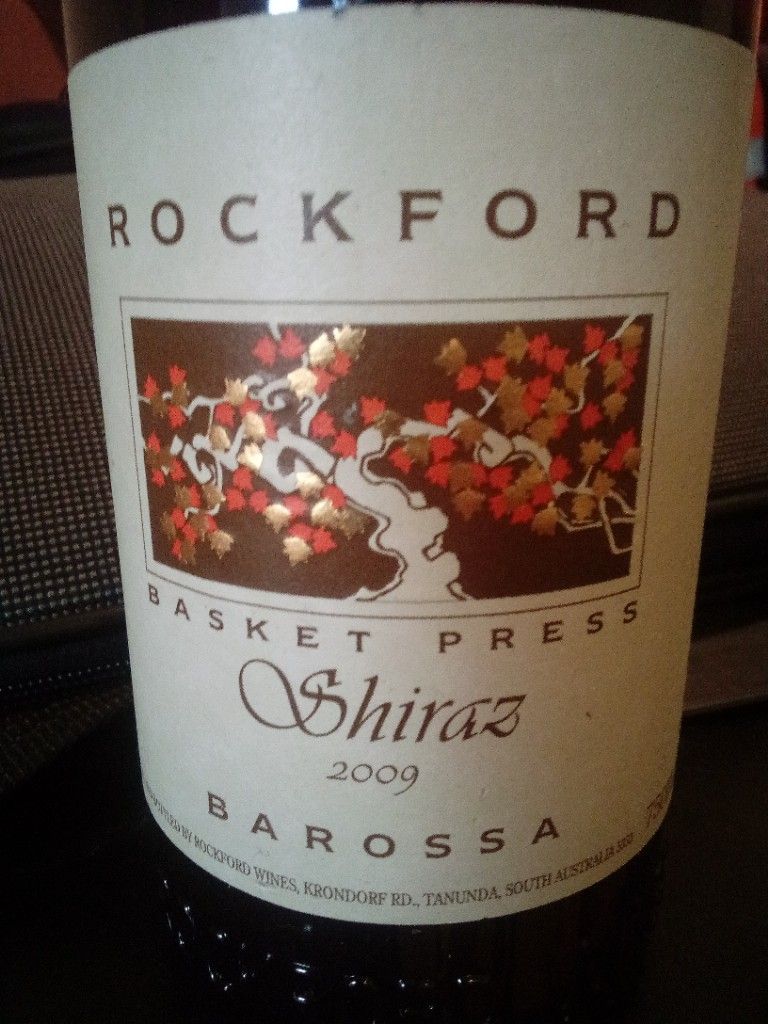 ROCKFORD
BASKET PRESS
Shiraz
2009
BAROSSA
BY ROCKFORD WINES, KRONDORF RD., TANUNDA, SOUTH AUSTRALIA